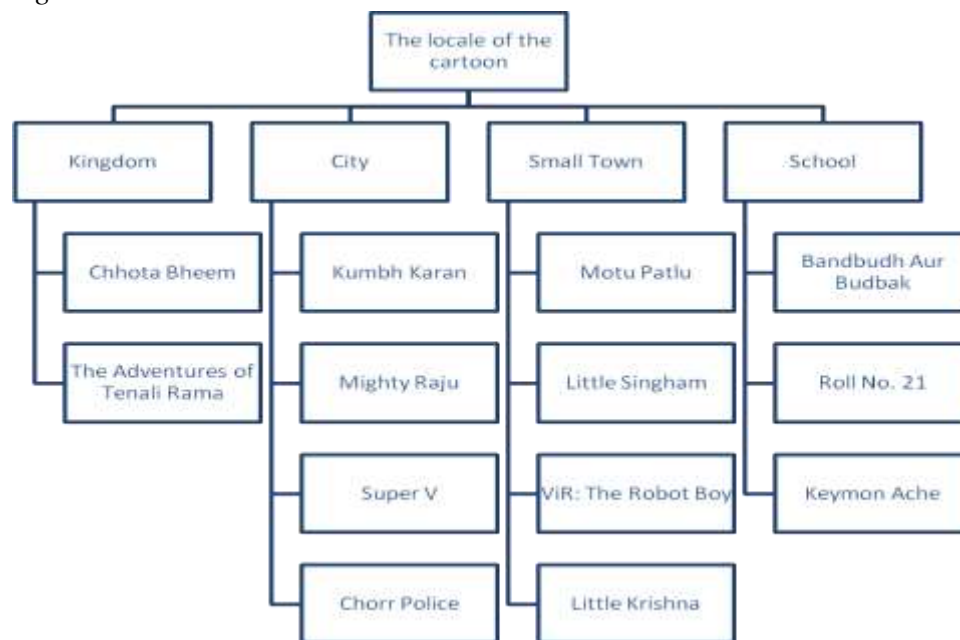 The locale of the
cartoon
Kingdom
City
Small Town
School
Chhota Bheem
Kumbh Karan
Motu Patlu
Bandbudh Aur
Budbak
The Adventures of
Tenali Rama
Mighty Raju
Little Singham
Roll No. 21
Super V
ViR: The Robot Boy
Keymon Ache
Chorr Police
Little Krishna